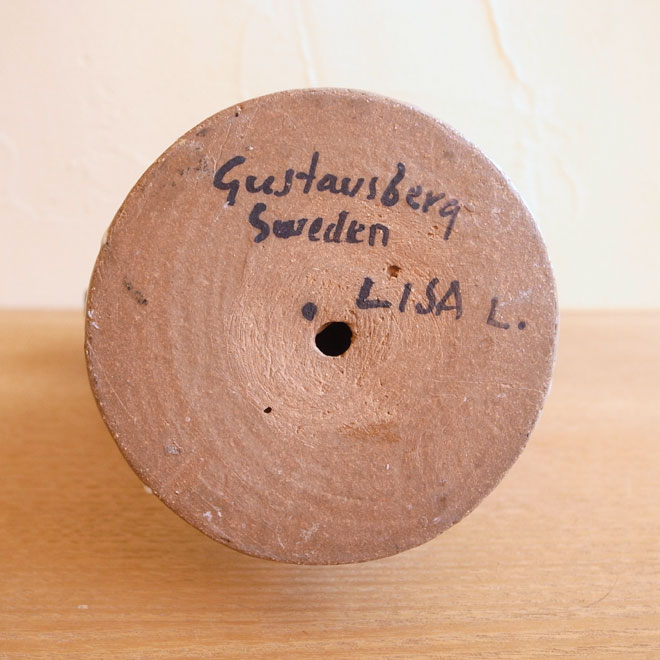 Gustavsberg
Sweden
. LISA L.